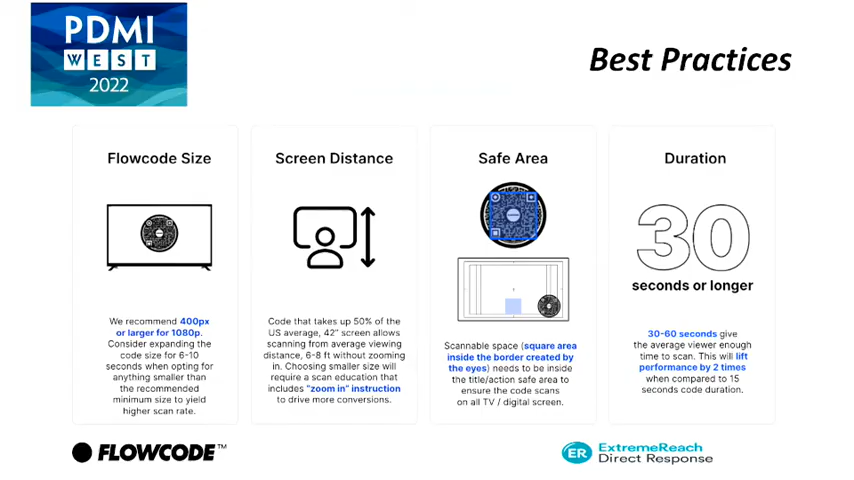 PDMI
WEST
2022
Best Practices
Flowcode Size
We recommend 400px
or larger for 1080p.
Consider expanding the
code size for 6-10
seconds when opting for
anything smaller than
the recommended
minimum size to yield
higher scan rate.
Screen Distance
Code that takes up 50% of the
US average, 42" screen allows
scanning from average viewing
distance, 6-8 ft without zooming
in. Choosing smaller size will
require a scan education that
includes "zoom in" instruction
to drive more conversions.
Safe Area
Scannable space (square area
inside the border created by
the eyes) needs to be inside
the title/action safe area to
ensure the code scans
on all TV / digital screen.
Duration
30
seconds or longer
30-60 seconds give
the average viewer enough
time to scan. This will lift
performance by 2 times
when compared to 15
seconds code duration.
FLOWCODE™
ER
ExtremeReach
Direct Response